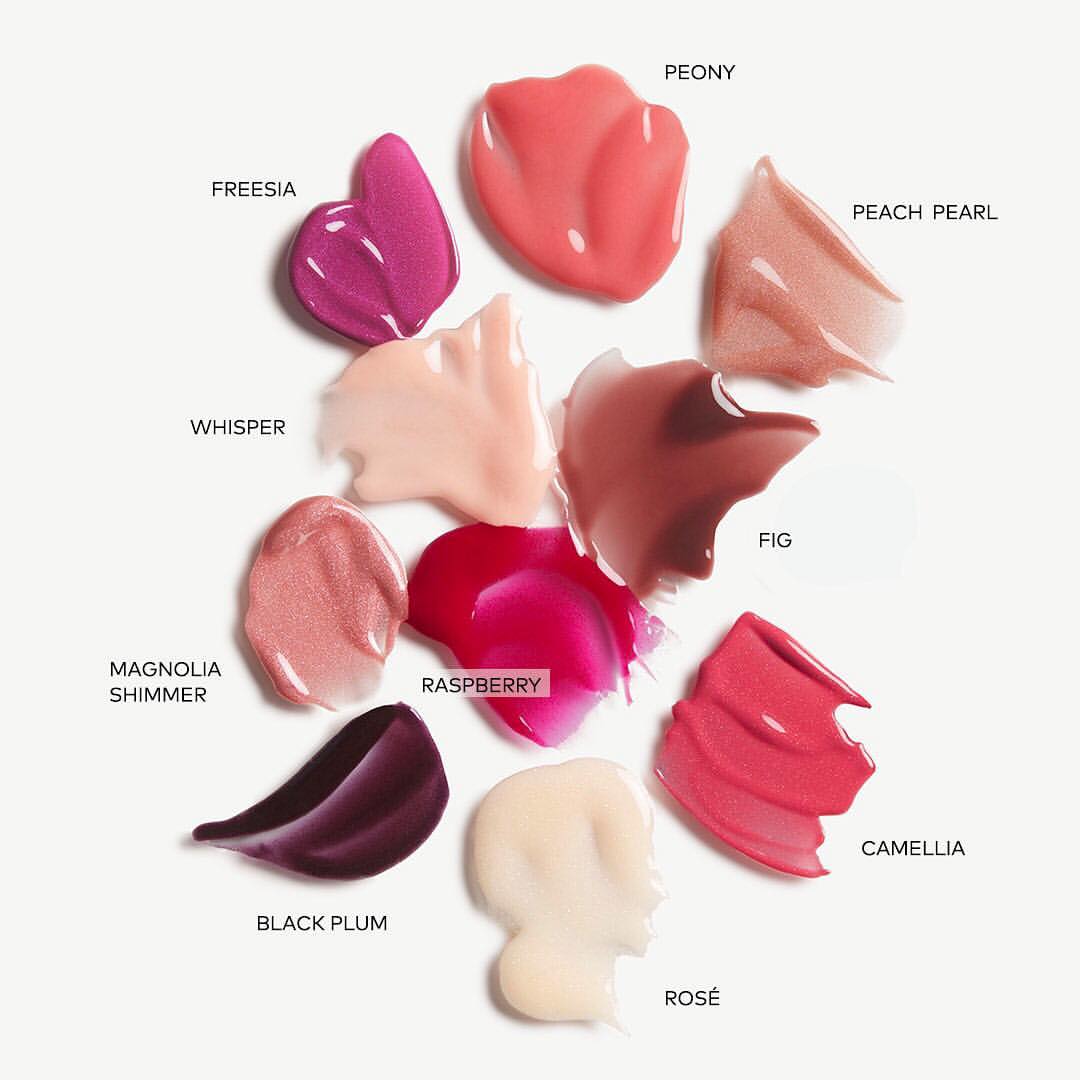 PEONY
FREESIA
PEACH PEARL
WHISPER
FIG
MAGNOLIA
SHIMMER
RASPBERRY
CAMELLIA
BLACK PLUM
ROSÉ